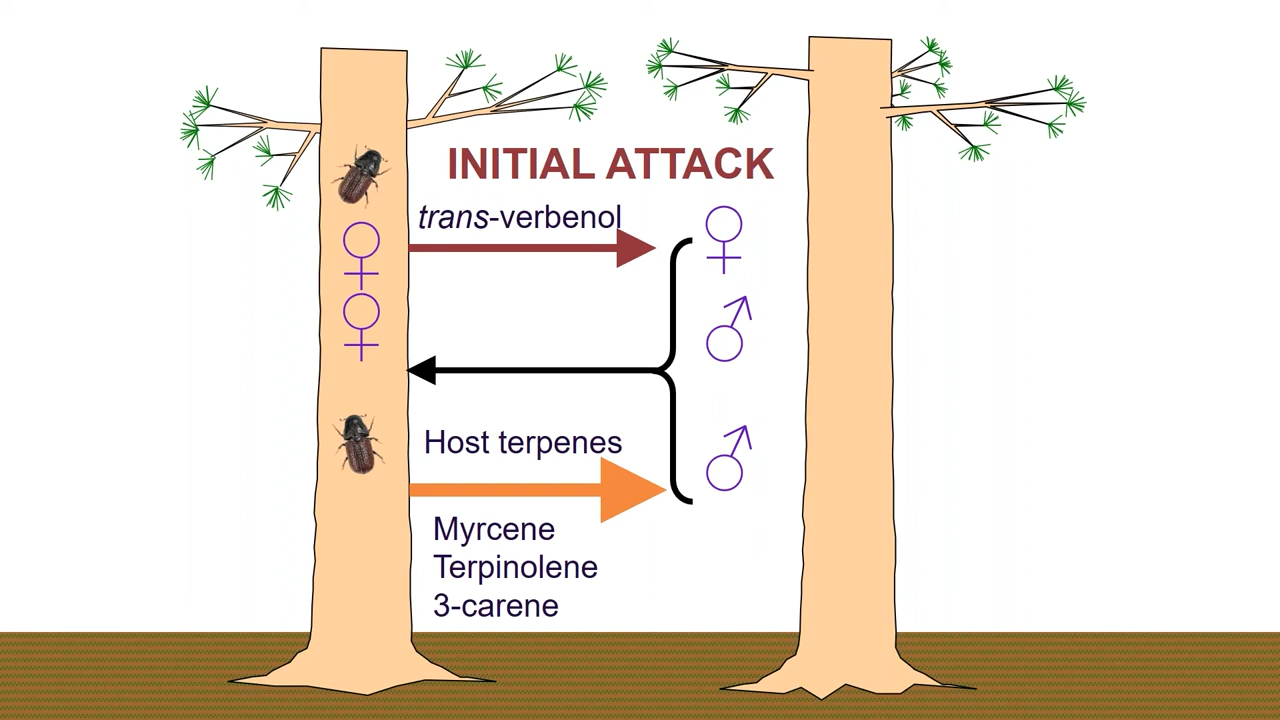 INITIAL ATTACK
trans-verbenol
Host terpenes
Myrcene
Terpinolene
3-carene